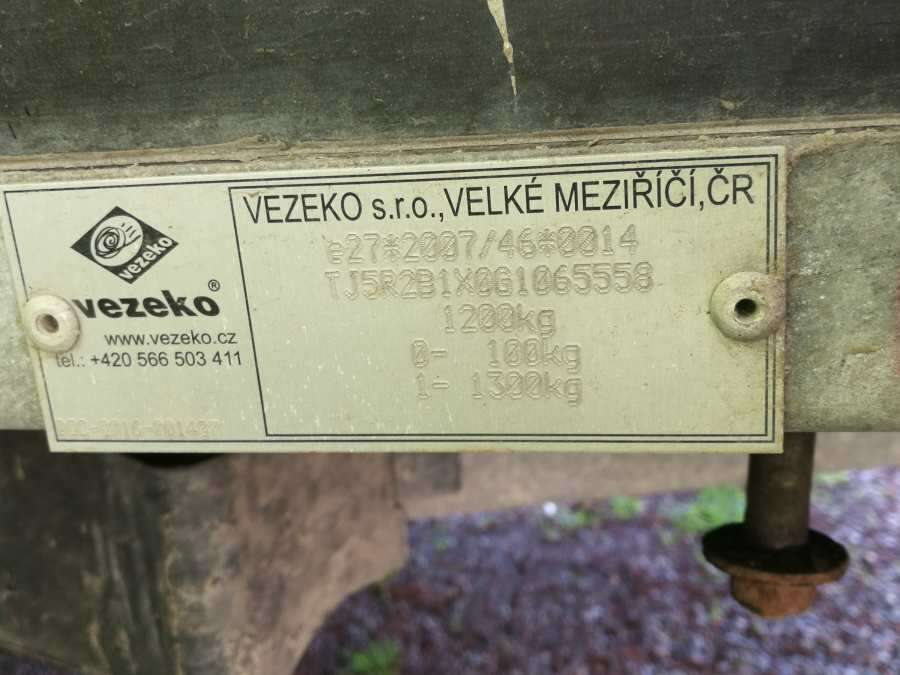 VEZEKO s.r.o.,VELKÉ MEZIŘÍČÍ,ČR
e27*2007/46*0014
TJ5R2B1X0G1065558
1200kg
0- 100kg
1- 1300kg
vezeko
vezeko®
www.vezeko.cz
tel.: +420 566 503 411